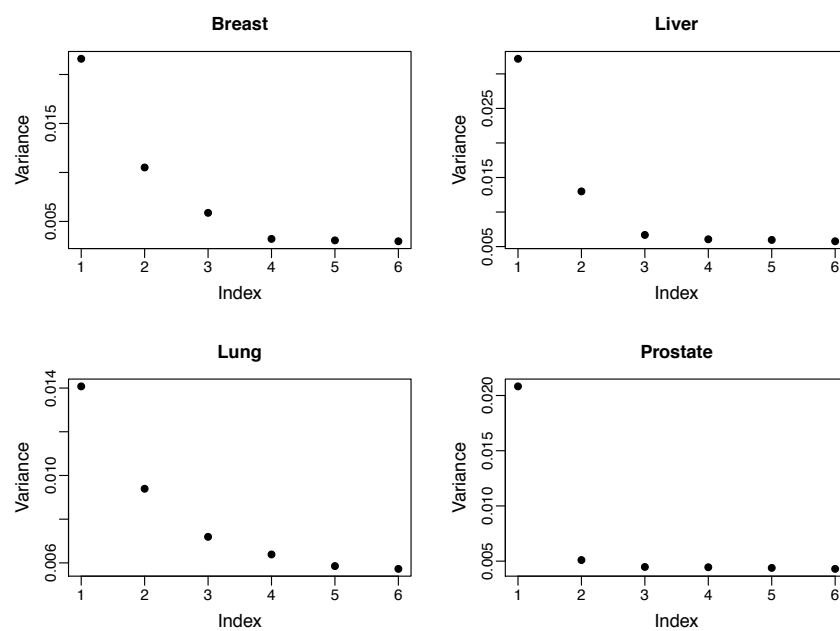 Breast
Variance
0.005
0.015
1 2 3 4 5 6
Index
Liver
Variance
0.005
0.015
0.025
1 2 3 4 5 6
Index
Lung
Variance
0.006
0.010
0.014
1 2 3 4 5 6
Index
Prostate
Variance
0.005
0.010
0.015
0.020
1 2 3 4 5 6
Index